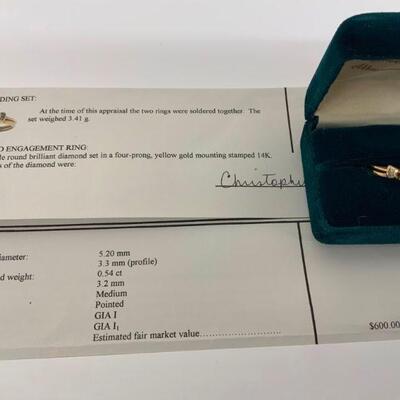 DING SET:
At the time of this appraisal the two rings were soldered together. The
set weighed 3.41 g.
ENGAGEMENT RING:
le round brilliant diamond set in a four-prong, yellow gold mounting stamped 14K.
s of the diamond were:
Christophe
iameter: 5.20 mm
3.3 mm (profile)
d weight: 0.54 ct
3.2 mm
Medium
Pointed
GIA I
GIA I1
Estimated fair market value $600.00